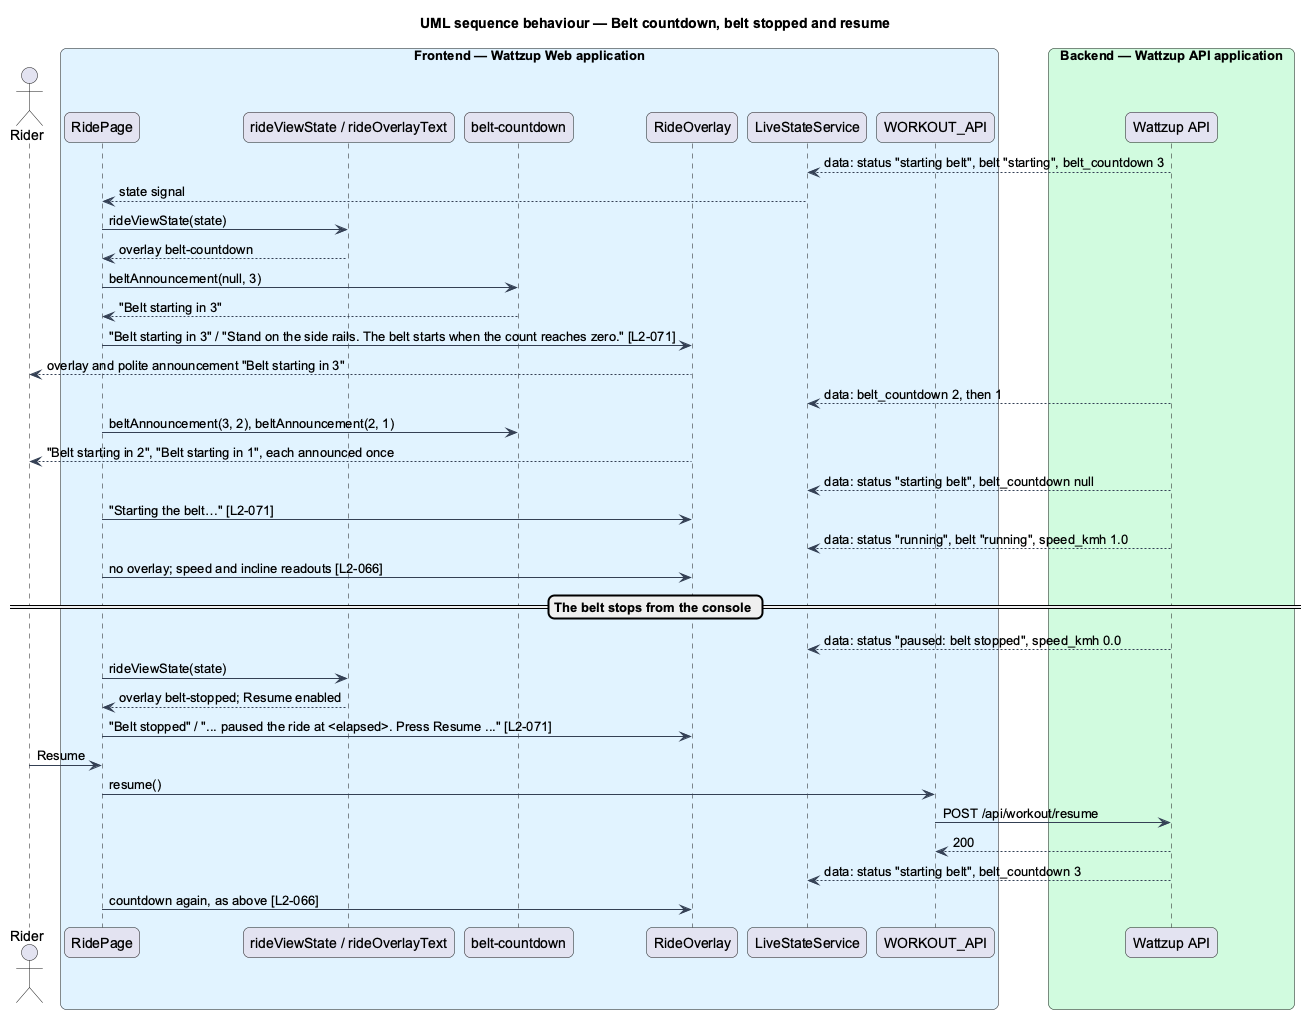 UML sequence behaviour — Belt countdown, belt stopped and resume
Frontend — Wattzup Web application
Backend — Wattzup API application
Rider
RidePage
rideViewState / rideOverlayText
belt-countdown
RideOverlay
LiveStateService
WORKOUT_API
Wattzup API
data: status "starting belt", belt "starting", belt_countdown 3
state signal
rideViewState(state)
overlay belt-countdown
beltAnnouncement(null, 3)
"Belt starting in 3"
"Belt starting in 3" / "Stand on the side rails. The belt starts when the count reaches zero." [L2-071]
overlay and polite announcement "Belt starting in 3"
data: belt_countdown 2, then 1
beltAnnouncement(3, 2), beltAnnouncement(2, 1)
"Belt starting in 2", "Belt starting in 1", each announced once
data: status "starting belt", belt_countdown null
"Starting the belt…" [L2-071]
data: status "running", belt "running", speed_kmh 1.0
no overlay; speed and incline readouts [L2-066]
The belt stops from the console
data: status "paused: belt stopped", speed_kmh 0.0
rideViewState(state)
overlay belt-stopped; Resume enabled
"Belt stopped" / "... paused the ride at <elapsed>. Press Resume ..." [L2-071]
Resume
resume()
POST /api/workout/resume
200
data: status "starting belt", belt_countdown 3
countdown again, as above [L2-066]
Rider
RidePage
rideViewState / rideOverlayText
belt-countdown
RideOverlay
LiveStateService
WORKOUT_API
Wattzup API